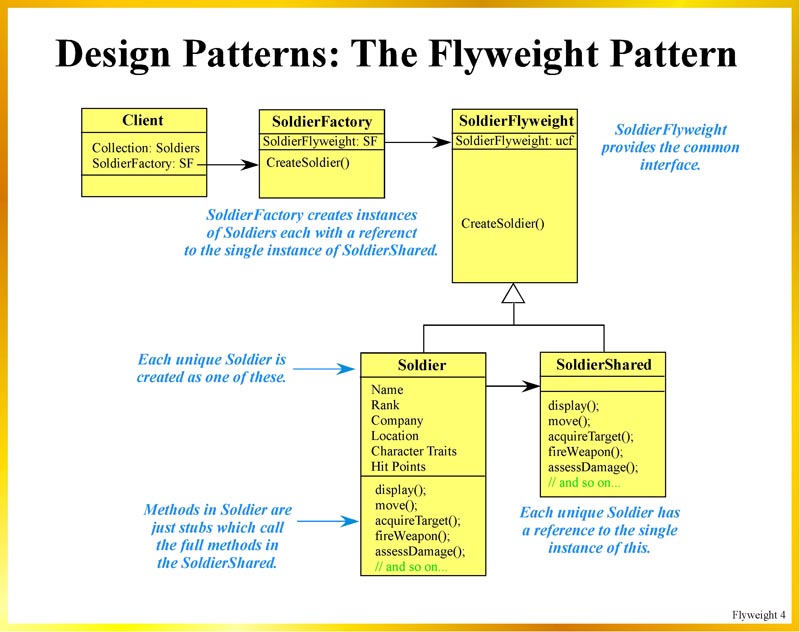 Design Patterns: The Flyweight Pattern
Client
Collection: Soldiers
SoldierFactory: SF
SoldierFactory
SoldierFlyweight: SF
CreateSoldier()
SoldierFlyweight
SoldierFlyweight: ucf
CreateSoldier()
SoldierFlyweight
provides the common
interface.
SoldierFactory creates instances
of Soldiers each with a referenct
to the single instance of SoldierShared.
Each unique Soldier is
created as one of these.
Soldier
Name
Rank
Company
Location
Character Traits
Hit Points
display();
move();
acquireTarget();
fireWeapon();
assessDamage();
// and so on...
SoldierShared
display();
move();
acquireTarget();
fireWeapon();
assessDamage();
// and so on...
Methods in Soldier are
just stubs which call
the full methods in
the SoldierShared.
Each unique Soldier has
a reference to the single
instance of this.
Flyweight 4